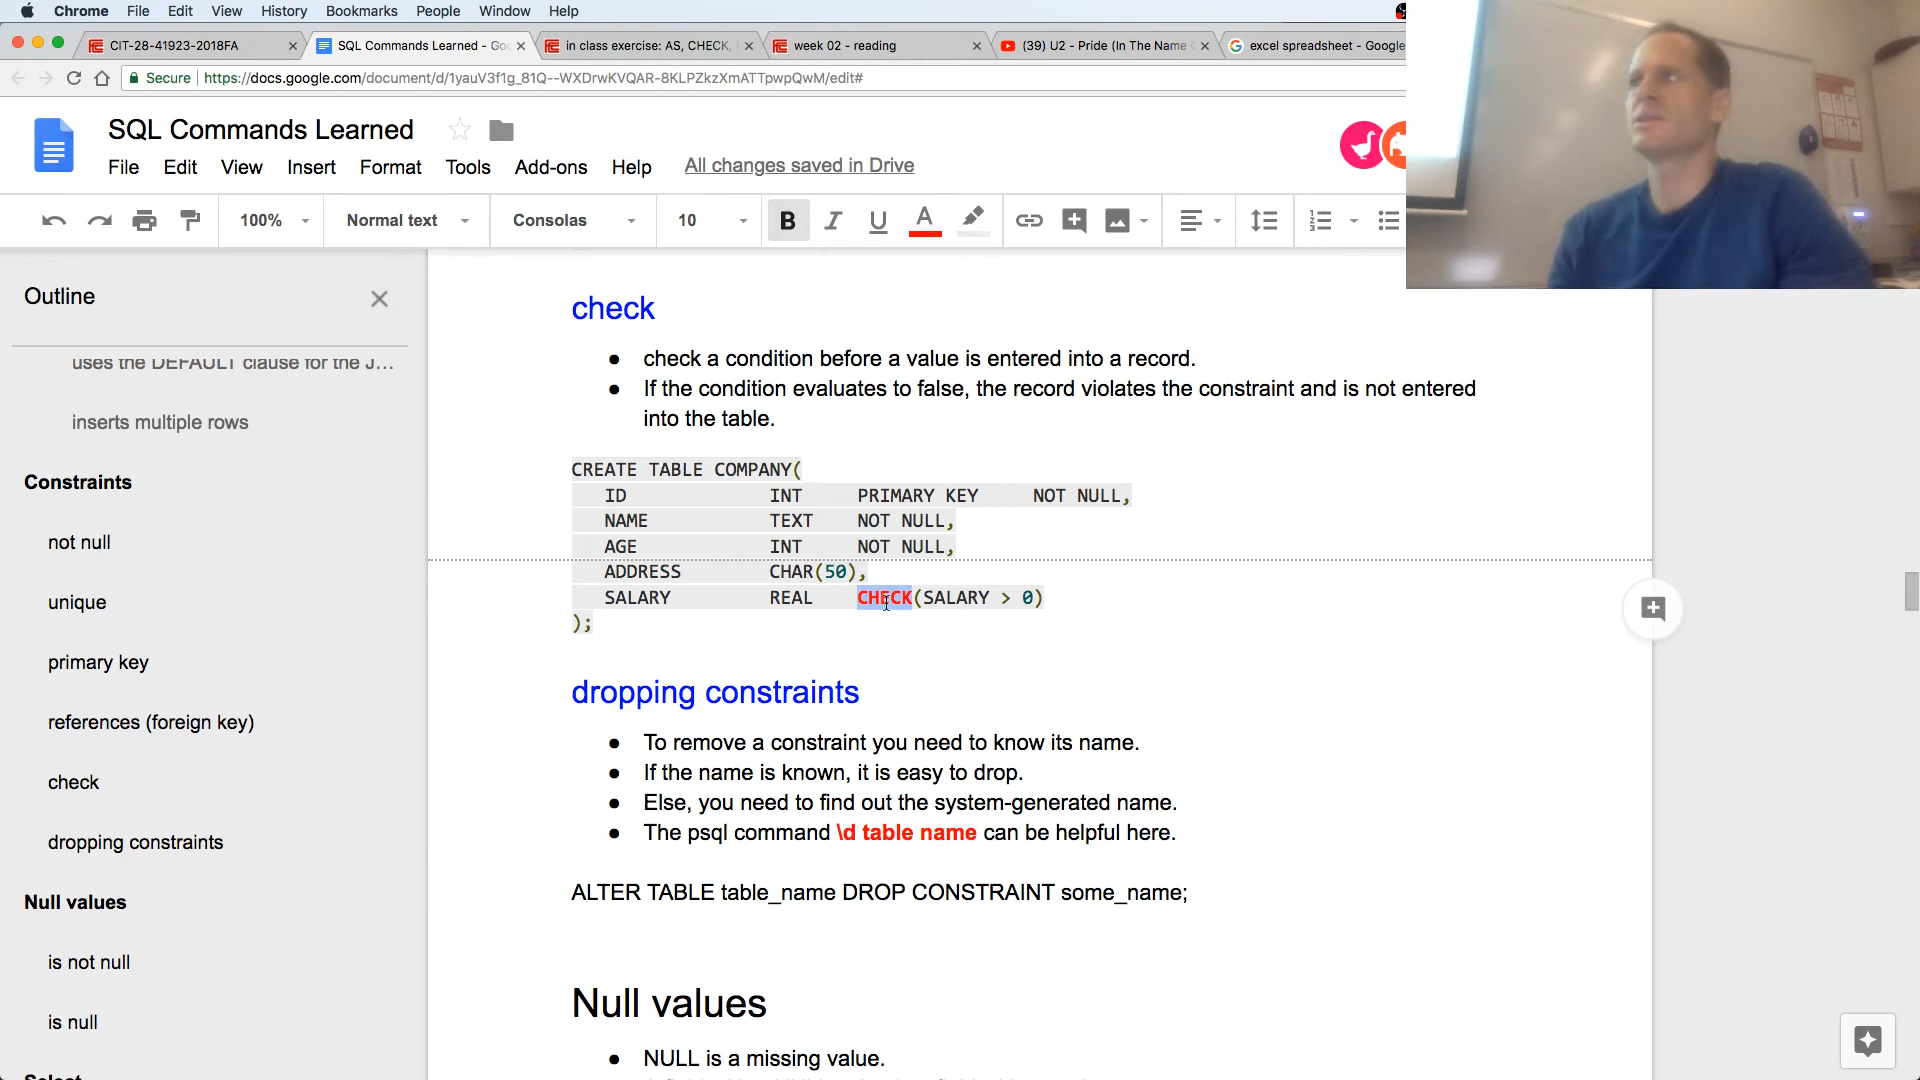 Chrome File Edit View History Bookmarks People Window Help
CIT-28-41923-2018FA
SQL Commands Learned - Goo
in class exercise: AS, CHECK,
week 02 - reading
(39) U2 - Pride (In The Name
excel spreadsheet - Google
Secure https://docs.google.com/document/d/1yauV3f1g_81Q--WXDrwKVQAR-8KLPZkzXmATTpwpQwM/edit#
SQL Commands Learned
File Edit View Insert Format Tools Add-ons Help All changes saved in Drive
100% Normal text Consolas 10 B I U A
Outline
uses the DEFAULT clause for the J...
inserts multiple rows
Constraints
not null
unique
primary key
references (foreign key)
check
dropping constraints
Null values
is not null
is null
Select
check
● check a condition before a value is entered into a record.
● If the condition evaluates to false, the record violates the constraint and is not entered
into the table.
CREATE TABLE COMPANY(
ID INT PRIMARY KEY NOT NULL,
NAME TEXT NOT NULL,
AGE INT NOT NULL,
ADDRESS CHAR(50),
SALARY REAL CHECK(SALARY > 0)
);
dropping constraints
● To remove a constraint you need to know its name.
● If the name is known, it is easy to drop.
● Else, you need to find out the system-generated name.
● The psql command \d table name can be helpful here.
ALTER TABLE table_name DROP CONSTRAINT some_name;
Null values
● NULL is a missing value.